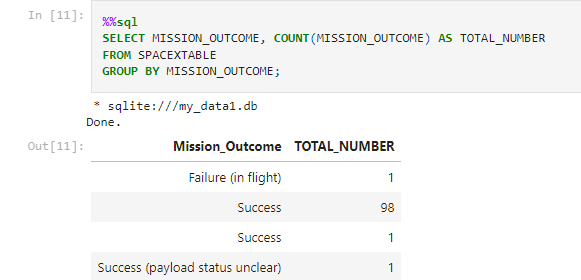 In [11]:
%%sql
SELECT MISSION_OUTCOME, COUNT(MISSION_OUTCOME) AS TOTAL_NUMBER
FROM SPACEXTABLE
GROUP BY MISSION_OUTCOME;
* sqlite:///my_data1.db
Done.
Out[11]:
Mission_Outcome TOTAL_NUMBER
Failure (in flight) 1
Success 98
Success 1
Success (payload status unclear) 1